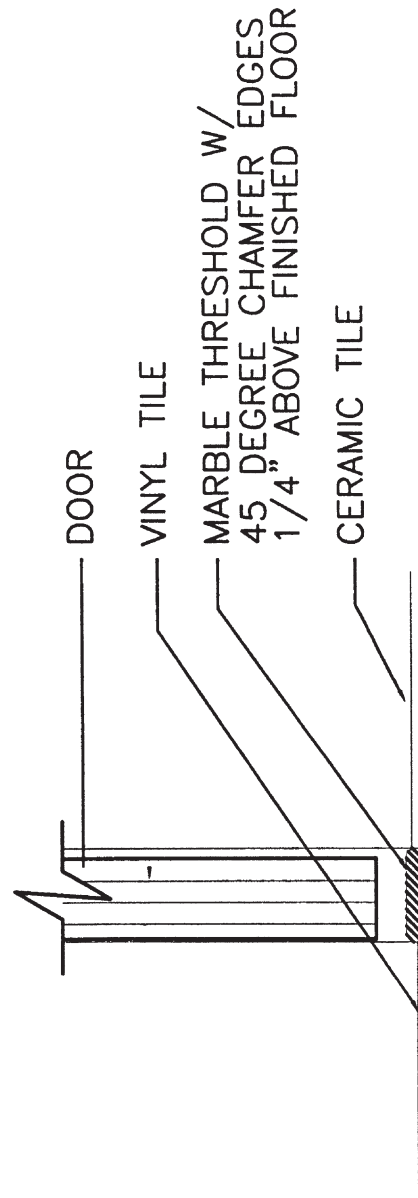 DOOR
VINYL TILE
MARBLE THRESHOLD W/
45 DEGREE CHAMFER EDGES
1/4" ABOVE FINISHED FLOOR
CERAMIC TILE